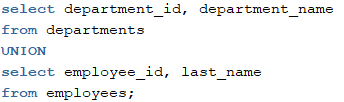 select department_id, department_name
from departments
UNION
select employee_id, last_name
from employees;